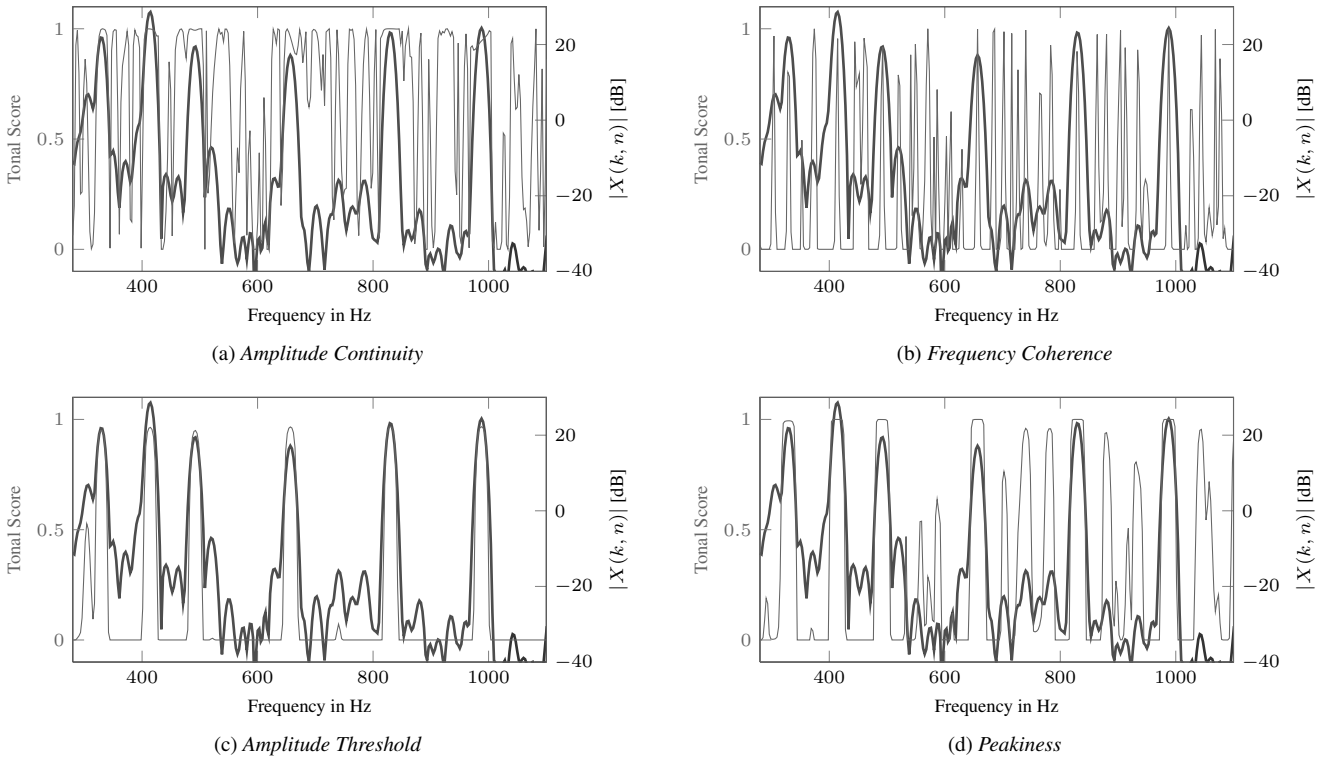 1
0.5
0
Tonal Score
20
0
−20
−40
|X(k, n)| [dB]
400 600 800 1000
Frequency in Hz
(a) Amplitude Continuity
1
0.5
0
Tonal Score
20
0
−20
−40
|X(k, n)| [dB]
400 600 800 1000
Frequency in Hz
(b) Frequency Coherence
1
0.5
0
Tonal Score
20
0
−20
−40
|X(k, n)| [dB]
400 600 800 1000
Frequency in Hz
(c) Amplitude Threshold
1
0.5
0
Tonal Score
20
0
−20
−40
|X(k, n)| [dB]
400 600 800 1000
Frequency in Hz
(d) Peakiness